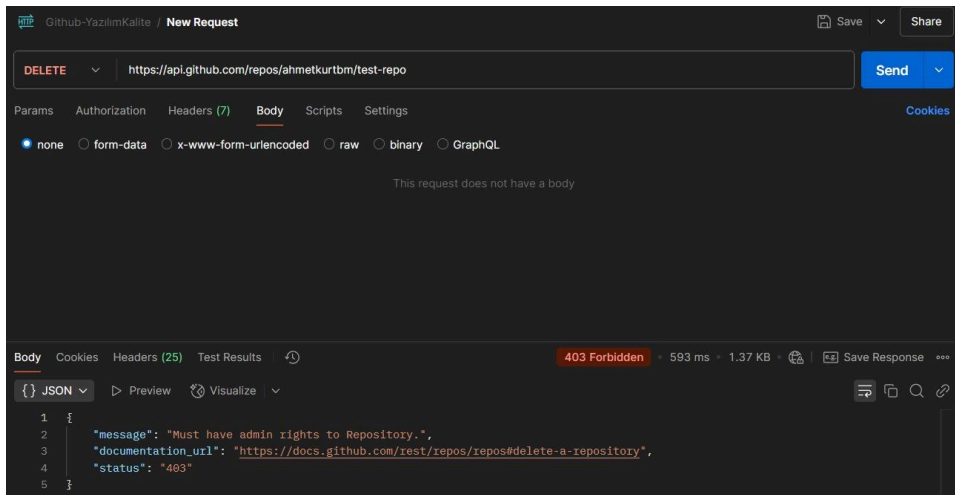 HTTP Github-YazılımKalite / New Request Save Share
DELETE https://api.github.com/repos/ahmetkurtbm/test-repo Send
Params Authorization Headers (7) Body Scripts Settings Cookies
none form-data x-www-form-urlencoded raw binary GraphQL
This request does not have a body
Body Cookies Headers (25) Test Results 403 Forbidden • 593 ms • 1.37 KB • e.g. Save Response
{} JSON Preview Visualize
1 {
2 "message": "Must have admin rights to Repository.",
3 "documentation_url": "https://docs.github.com/rest/repos/repos#delete-a-repository",
4 "status": "403"
5 }